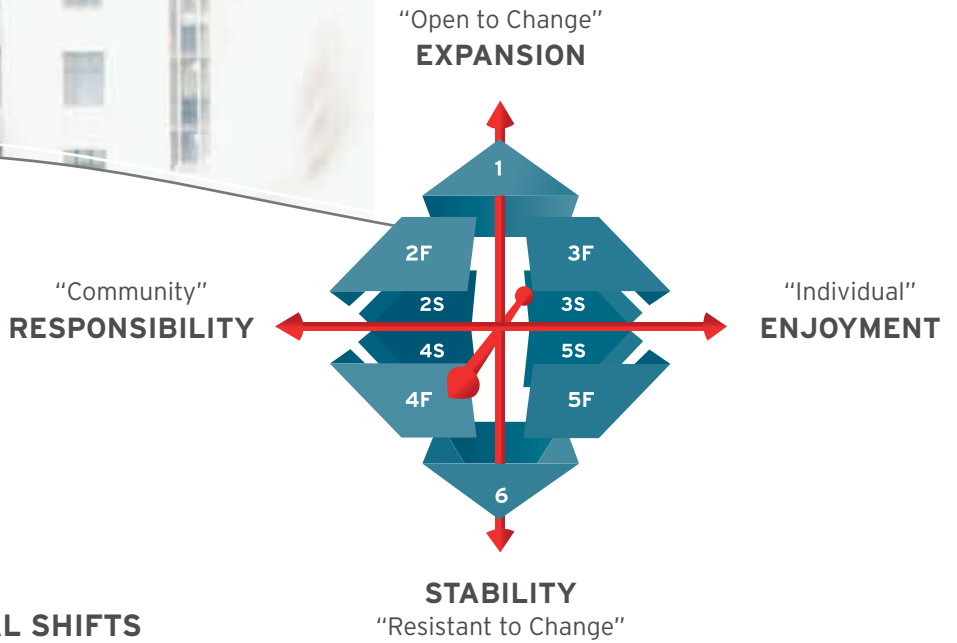 “Open to Change”
EXPANSION
1
2F
3F
“Community”
RESPONSIBILITY
2S
3S
“Individual”
ENJOYMENT
4S
5S
4F
5F
6
STABILITY
“Resistant to Change”
L SHIFTS